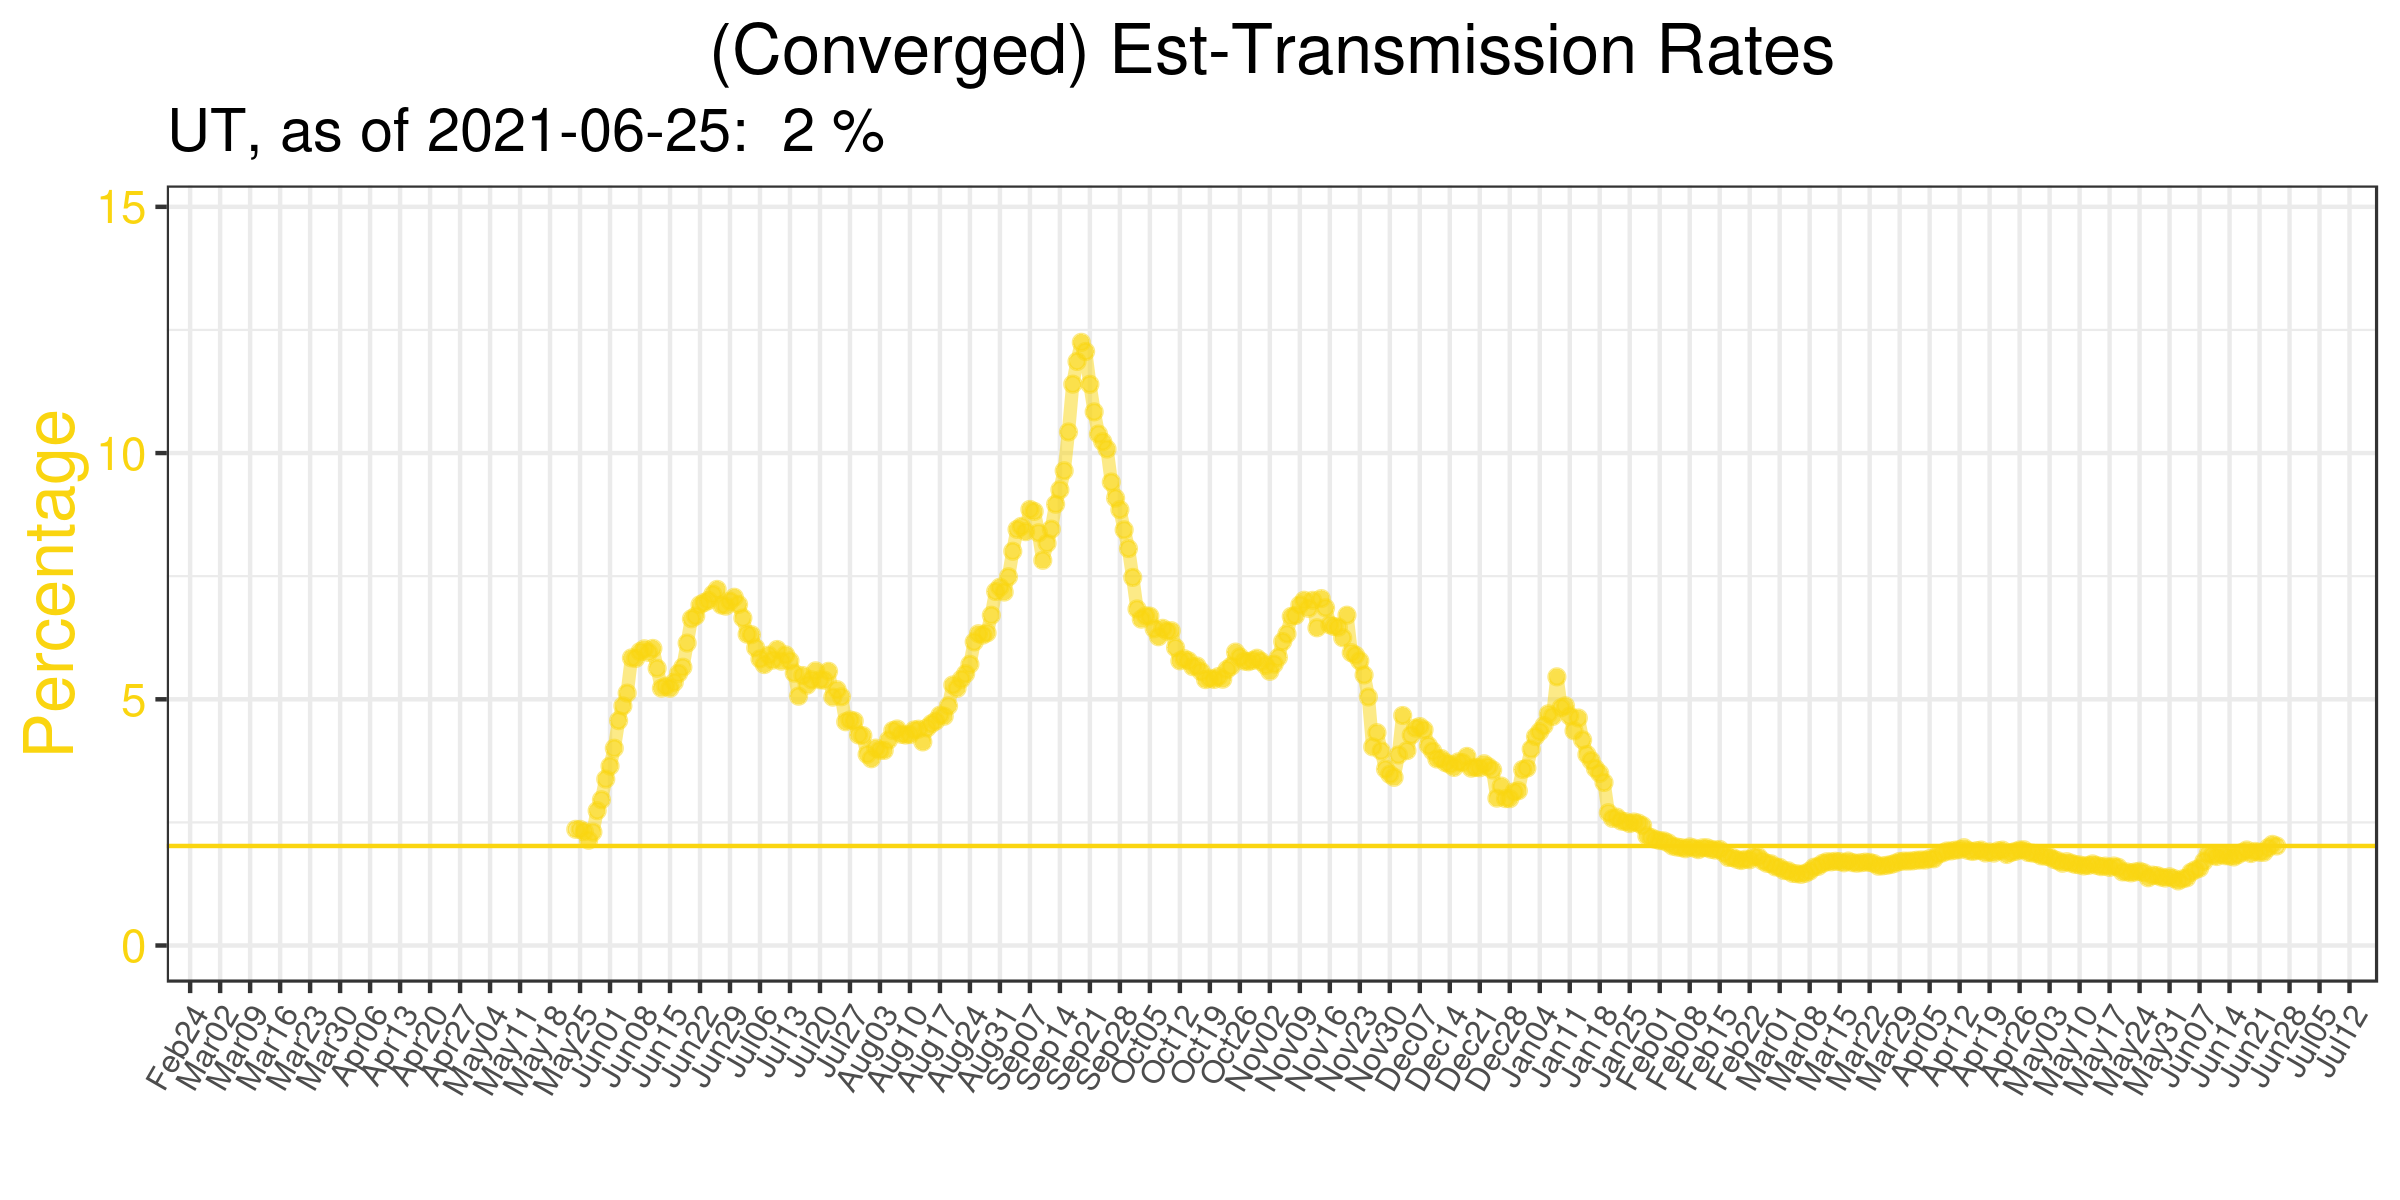 (Converged) Est-Transmission Rates
UT, as of 2021-06-25: 2 %
Percentage
15
10
5
0
Feb24
Mar02
Mar09
Mar16
Mar23
Mar30
Apr06
Apr13
Apr20
Apr27
May04
May11
May18
May25
Jun01
Jun08
Jun15
Jun22
Jun29
Jul06
Jul13
Jul20
Jul27
Aug03
Aug10
Aug17
Aug24
Aug31
Sep07
Sep14
Sep21
Sep28
Oct05
Oct12
Oct19
Oct26
Nov02
Nov09
Nov16
Nov23
Nov30
Dec07
Dec14
Dec21
Dec28
Jan04
Jan11
Jan18
Jan25
Feb01
Feb08
Feb15
Feb22
Mar01
Mar08
Mar15
Mar22
Mar29
Apr05
Apr12
Apr19
Apr26
May03
May10
May17
May24
May31
Jun07
Jun14
Jun21
Jun28
Jul05
Jul12